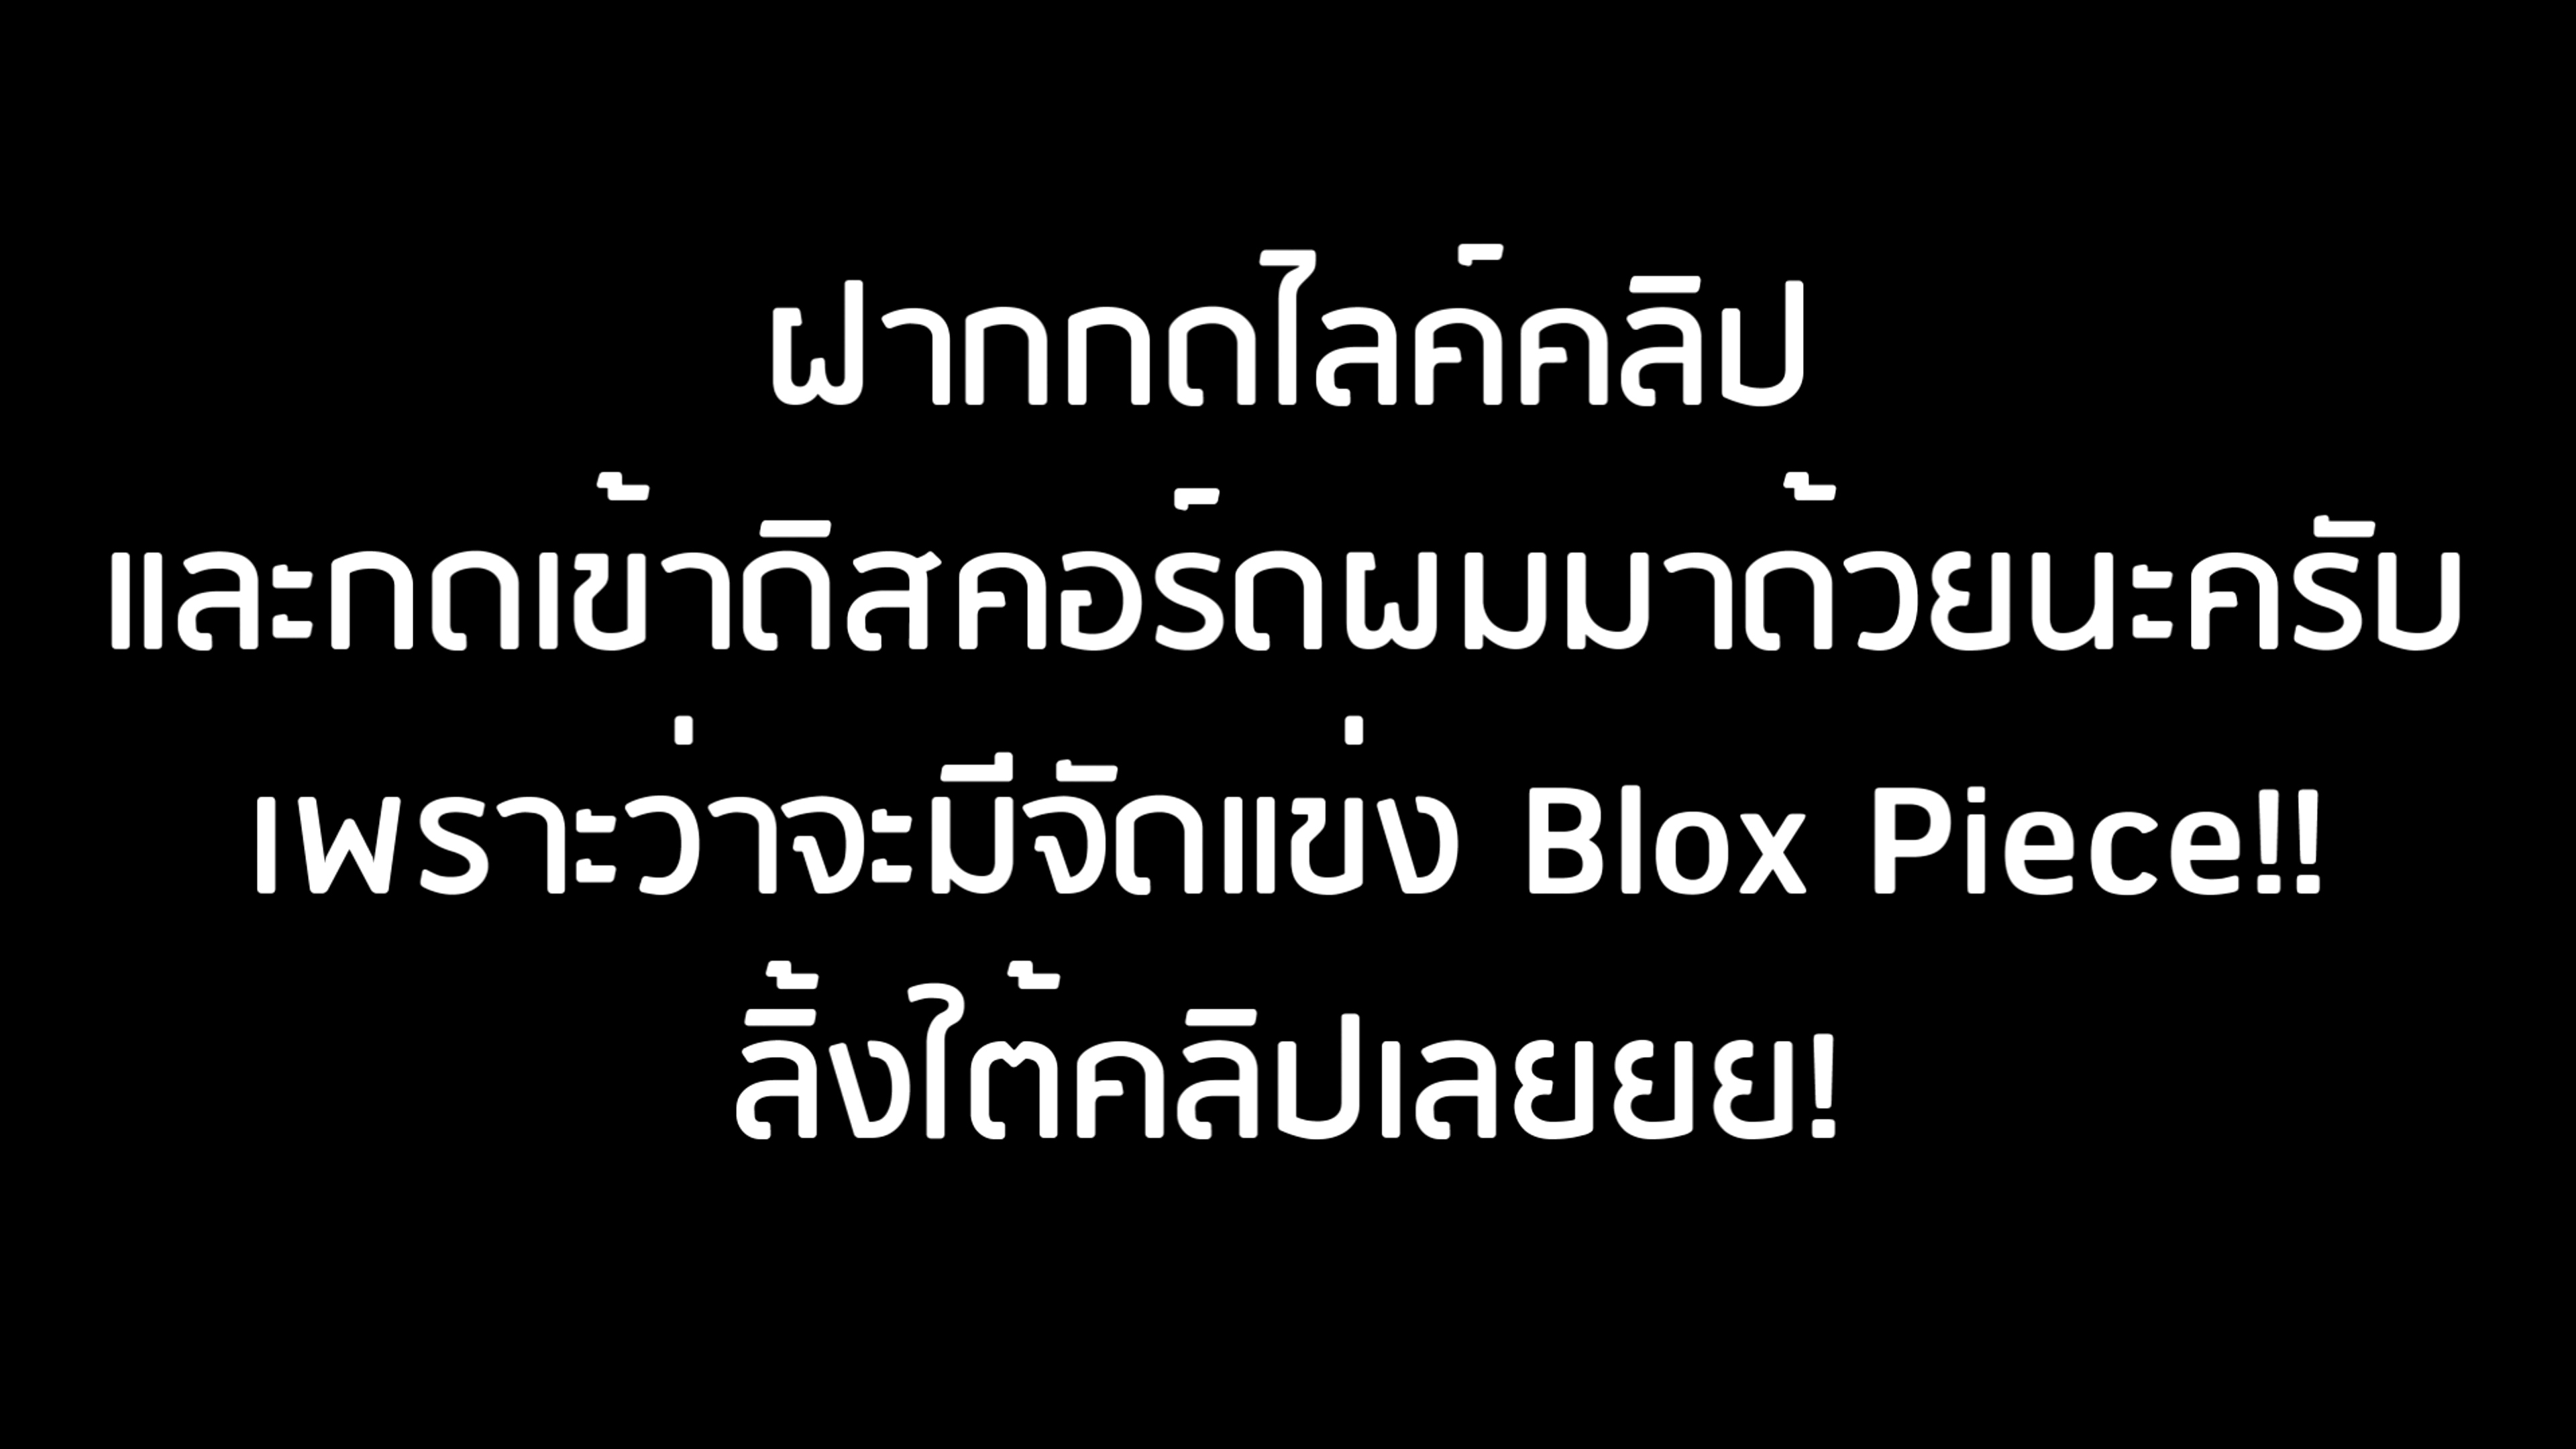 ฝากกดไลค์คลิป
และกดเข้าดิสคอร์ดผมมาด้วยนะครับ
เพราะว่าจะมีจัดแข่ง Blox Piece!!
ลิ้งใต้คลิปเลยยย!